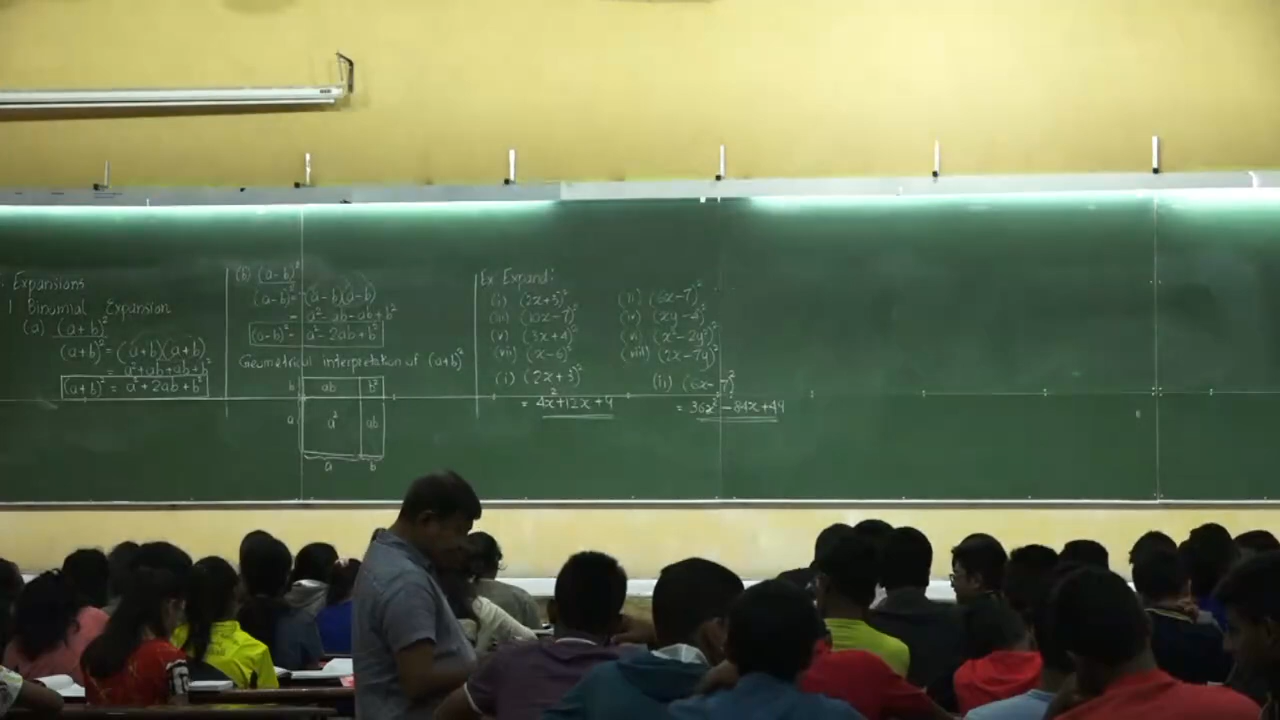 Expansions
1 Binomial Expansion
(a) (a+b)²
(a+b)² = (a+b)(a+b)
= a²+ab+ab+b²
(a+b)² = a²+2ab+b²
(b) (a-b)²
(a-b)² = (a-b)(a-b)
= a²-ab-ab+b²
(a-b)² = a²-2ab+b²
Geometrical interpretation of (a+b)²
b ab b²
a a² ab
a b
Ex: Expand:
(i) (2x+3)² (ii) (6x-7)²
(iii) (10x-7)² (iv) (xy-4)²
(v) (3x+4)² (vi) (x²-2y²)²
(vii) (x-6)² (viii) (2x-7y)²
(i) (2x+3)² (ii) (6x-7)²
= 4x²+12x+9 = 36x²-84x+49